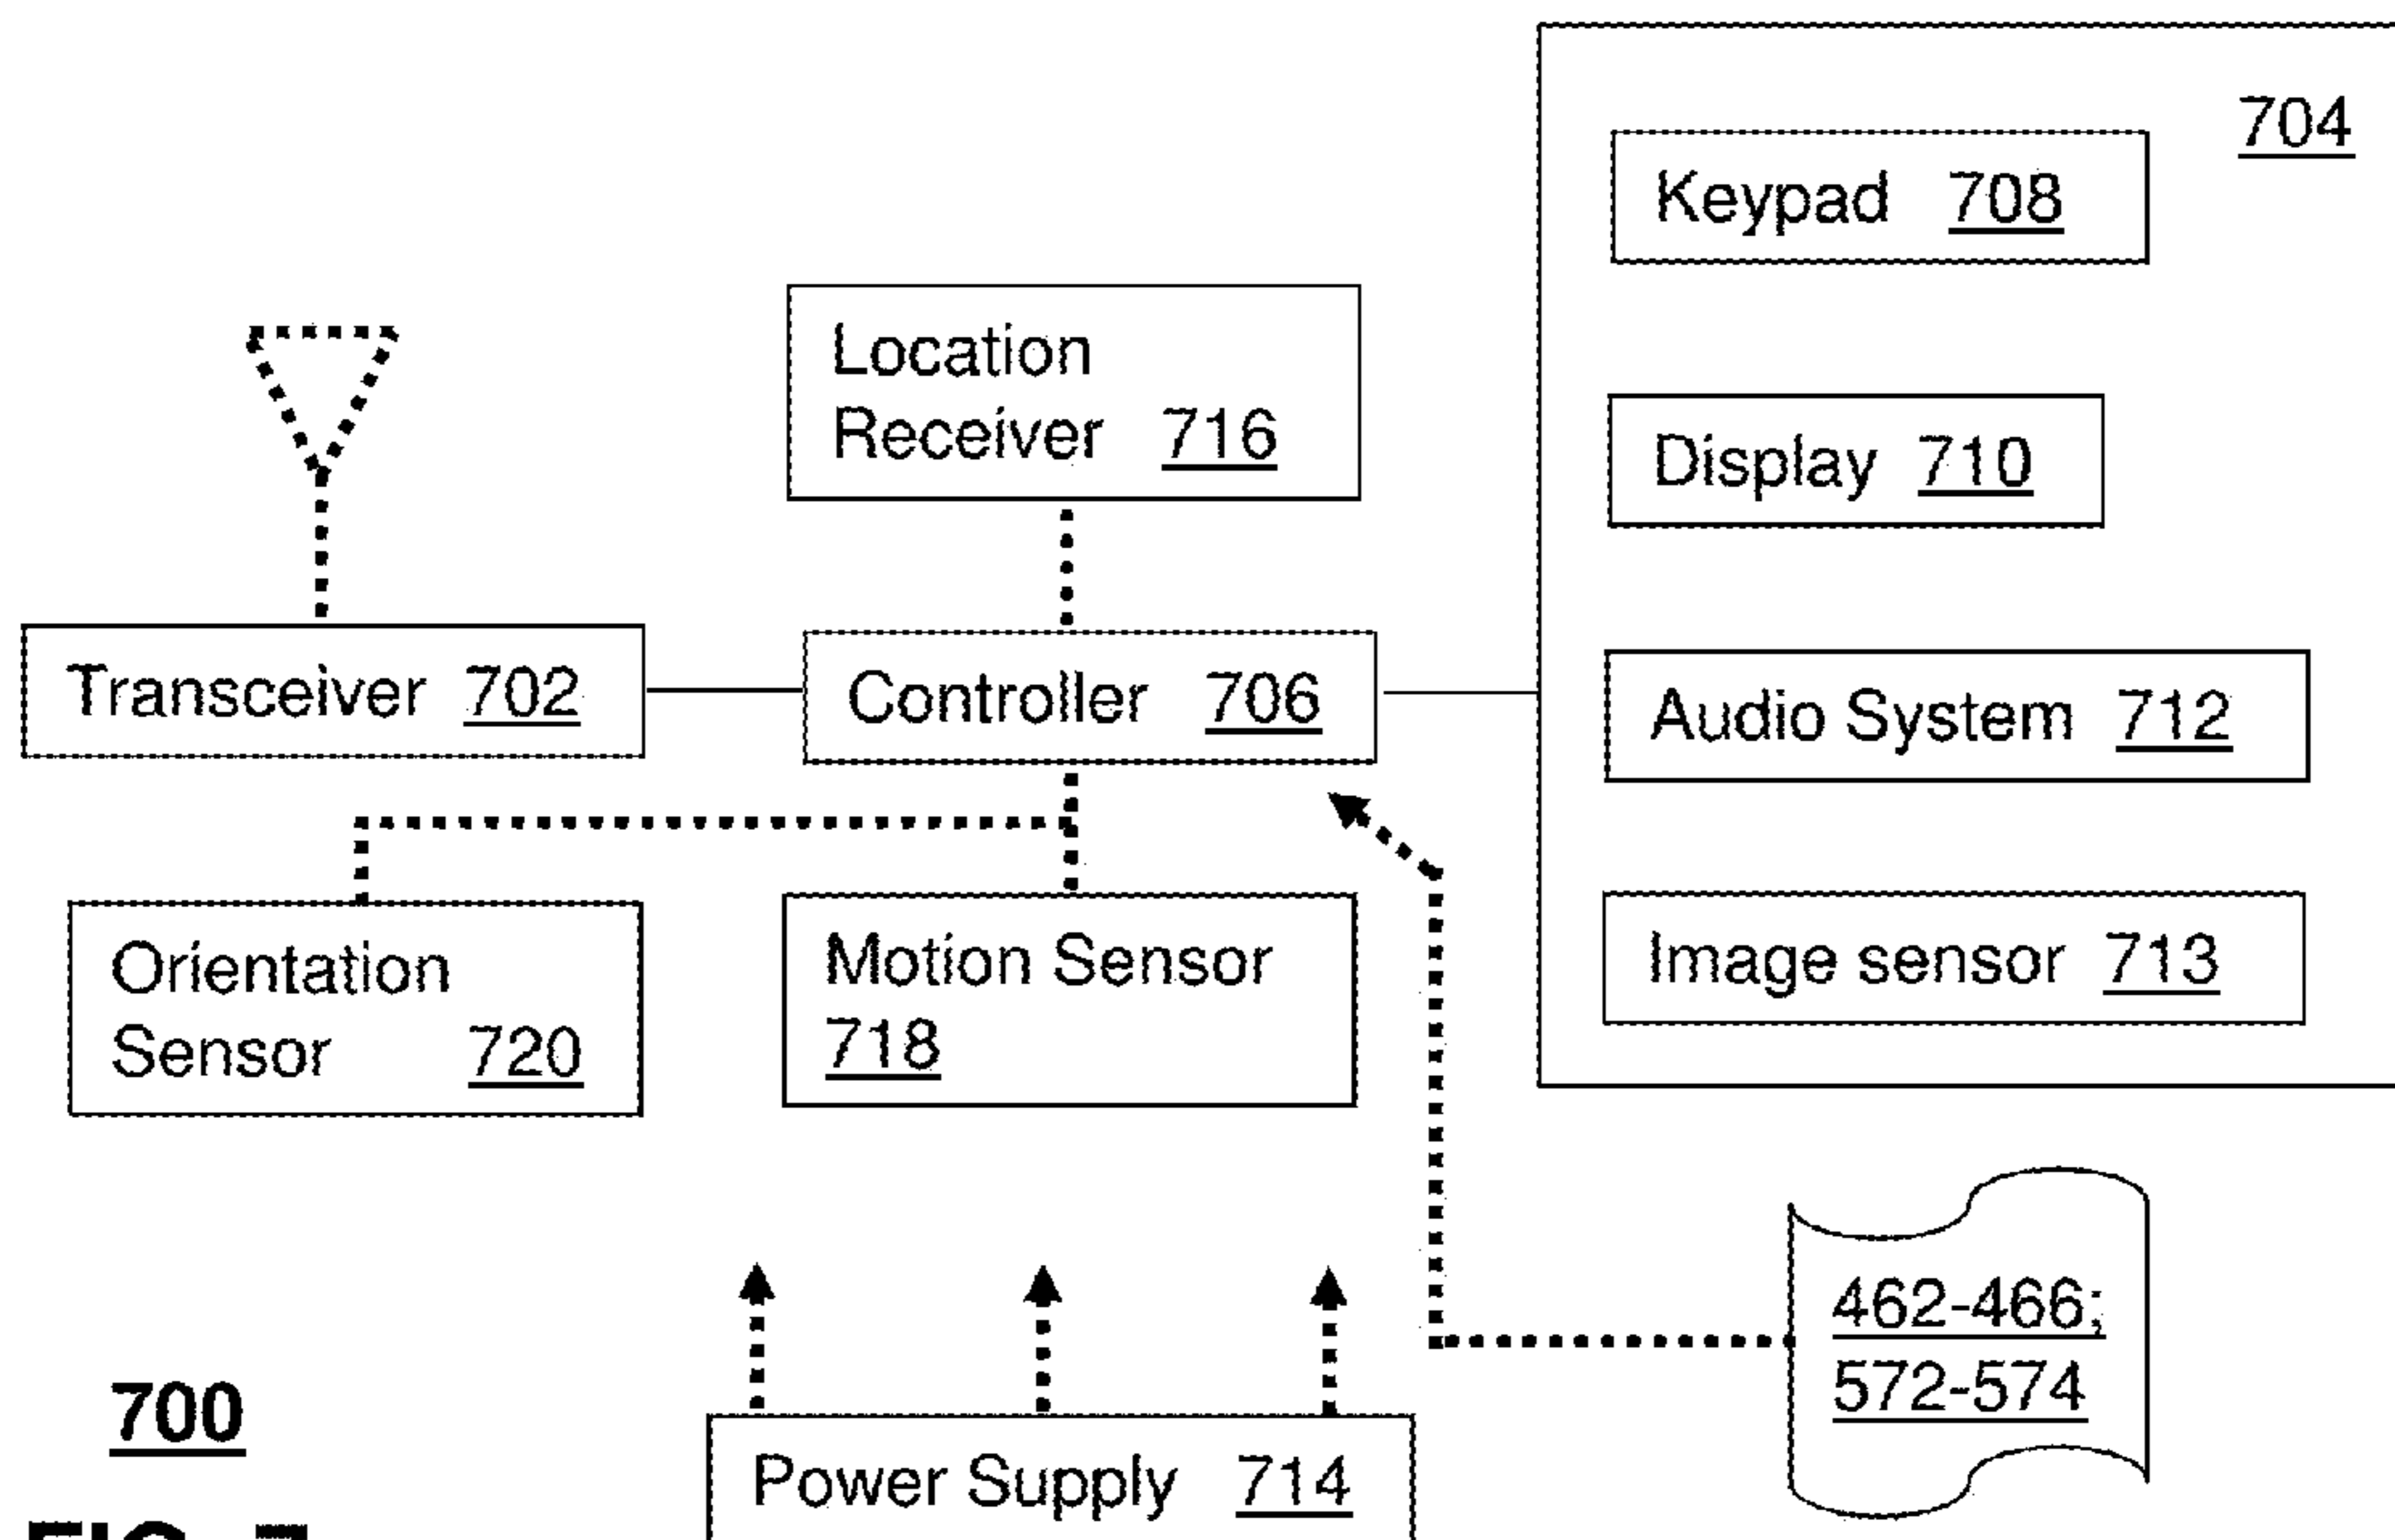 704
Keypad 708
Location
Receiver 716
Display 710
Transceiver 702
Controller 706
Audio System 712
Orientation
Sensor 720
Motion Sensor
718
Image sensor 713
462-466;
572-574
700
Power Supply 714